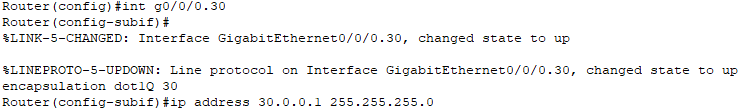 Router(config)#int g0/0/0.30
Router(config-subif)#
%LINK-5-CHANGED: Interface GigabitEthernet0/0/0.30, changed state to up
%LINEPROTO-5-UPDOWN: Line protocol on Interface GigabitEthernet0/0/0.30, changed state to up
encapsulation dot1Q 30
Router(config-subif)#ip address 30.0.0.1 255.255.255.0